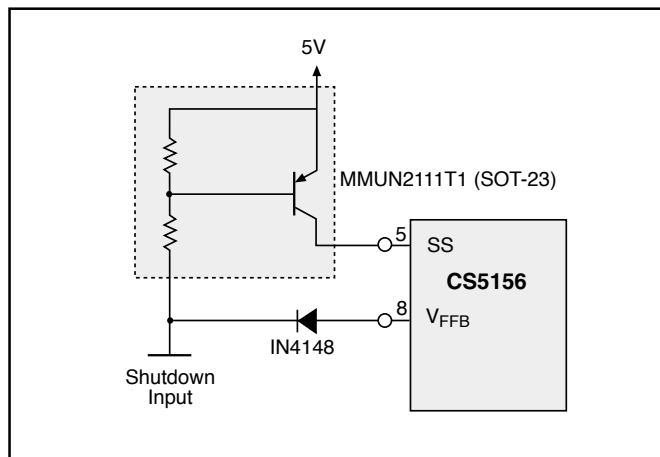 5V
MMUN2111T1 (SOT-23)
5
SS
CS5156
8
VFFB
IN4148
Shutdown
Input